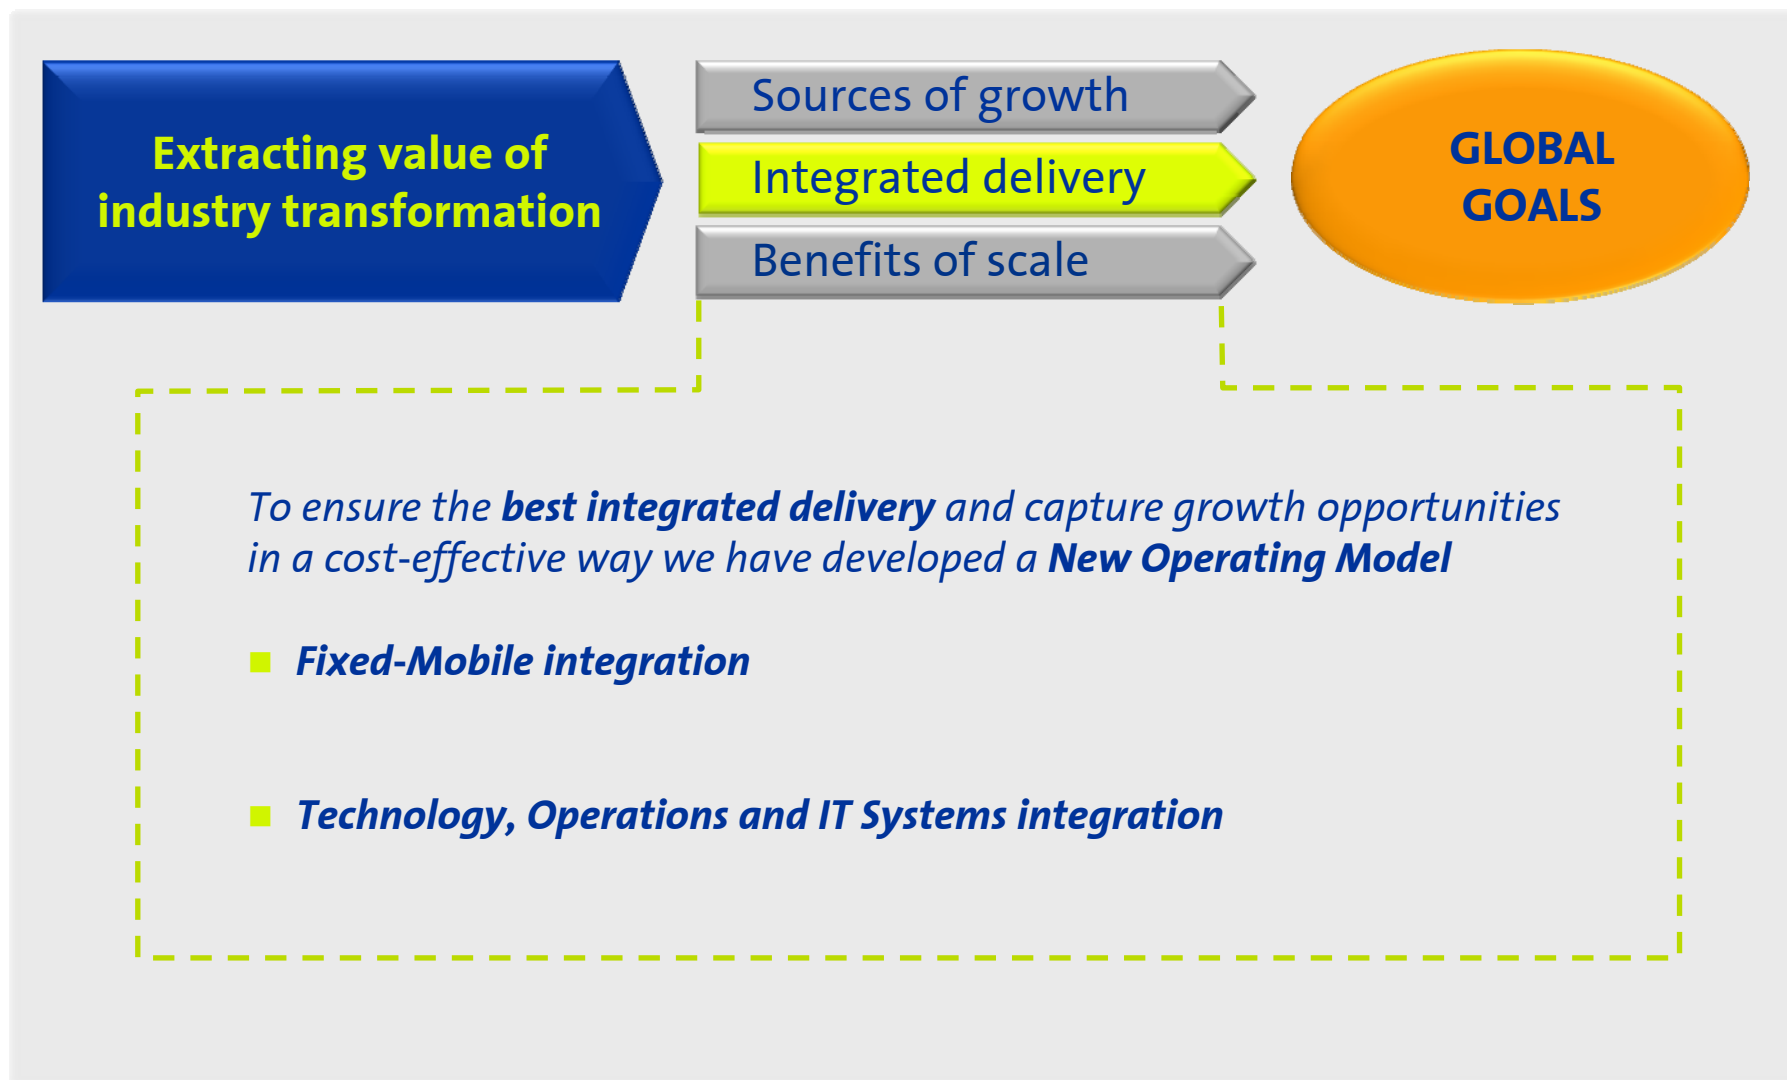 Extracting value of
industry transformation
Sources of growth
Integrated delivery
Benefits of scale
GLOBAL
GOALS
To ensure the best integrated delivery and capture growth opportunities
in a cost-effective way we have developed a New Operating Model
Fixed-Mobile integration
Technology, Operations and IT Systems integration